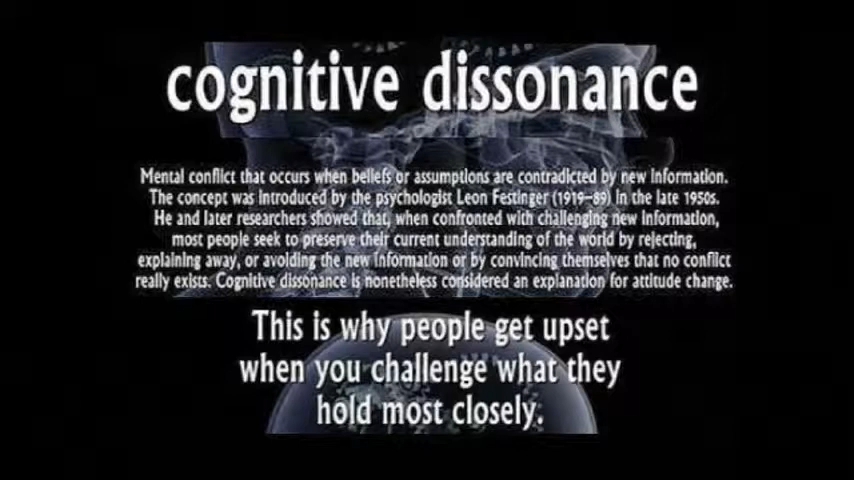 cognitive dissonance
Mental conflict that occurs when beliefs or assumptions are contradicted by new information.
The concept was introduced by the psychologist Leon Festinger (1919–89) in the late 1950s.
He and later researchers showed that, when confronted with challenging new information,
most people seek to preserve their current understanding of the world by rejecting,
explaining away, or avoiding the new information or by convincing themselves that no conflict
really exists. Cognitive dissonance is nonetheless considered an explanation for attitude change.
This is why people get upset
when you challenge what they
hold most closely.